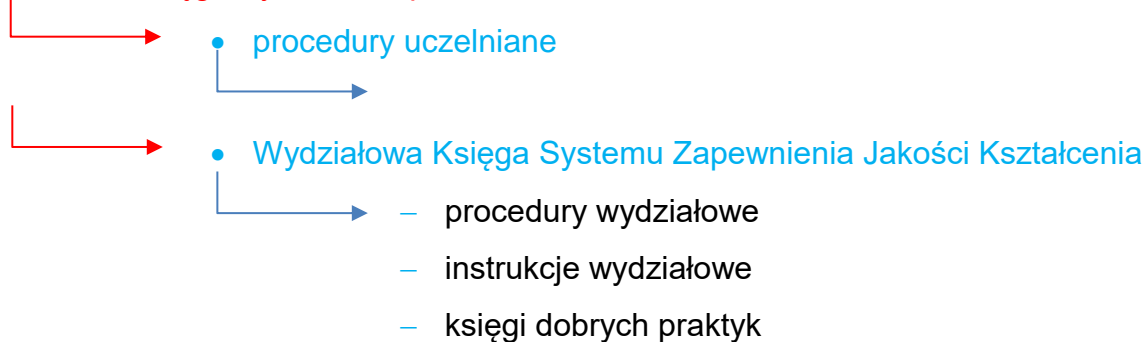 • procedury uczelniane
• Wydziałowa Księga Systemu Zapewnienia Jakości Kształcenia
– procedury wydziałowe
– instrukcje wydziałowe
– księgi dobrych praktyk